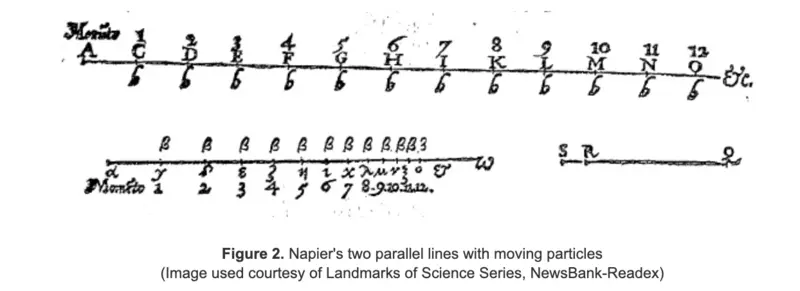 1 2 3 4 5 6 7 8 9 10 11 12
A C D E F G H I K L M N O &c.
b b b b b b b b b b b b
β β β β β β β β β β β β
α γ δ ε ζ η ι κ λ μ ν ξ ο & ω
1 2 3 4 5 6 7 8. 9. 10. 11. 12.
S R Q
Figure 2. Napier's two parallel lines with moving particles
(Image used courtesy of Landmarks of Science Series, NewsBank-Readex)